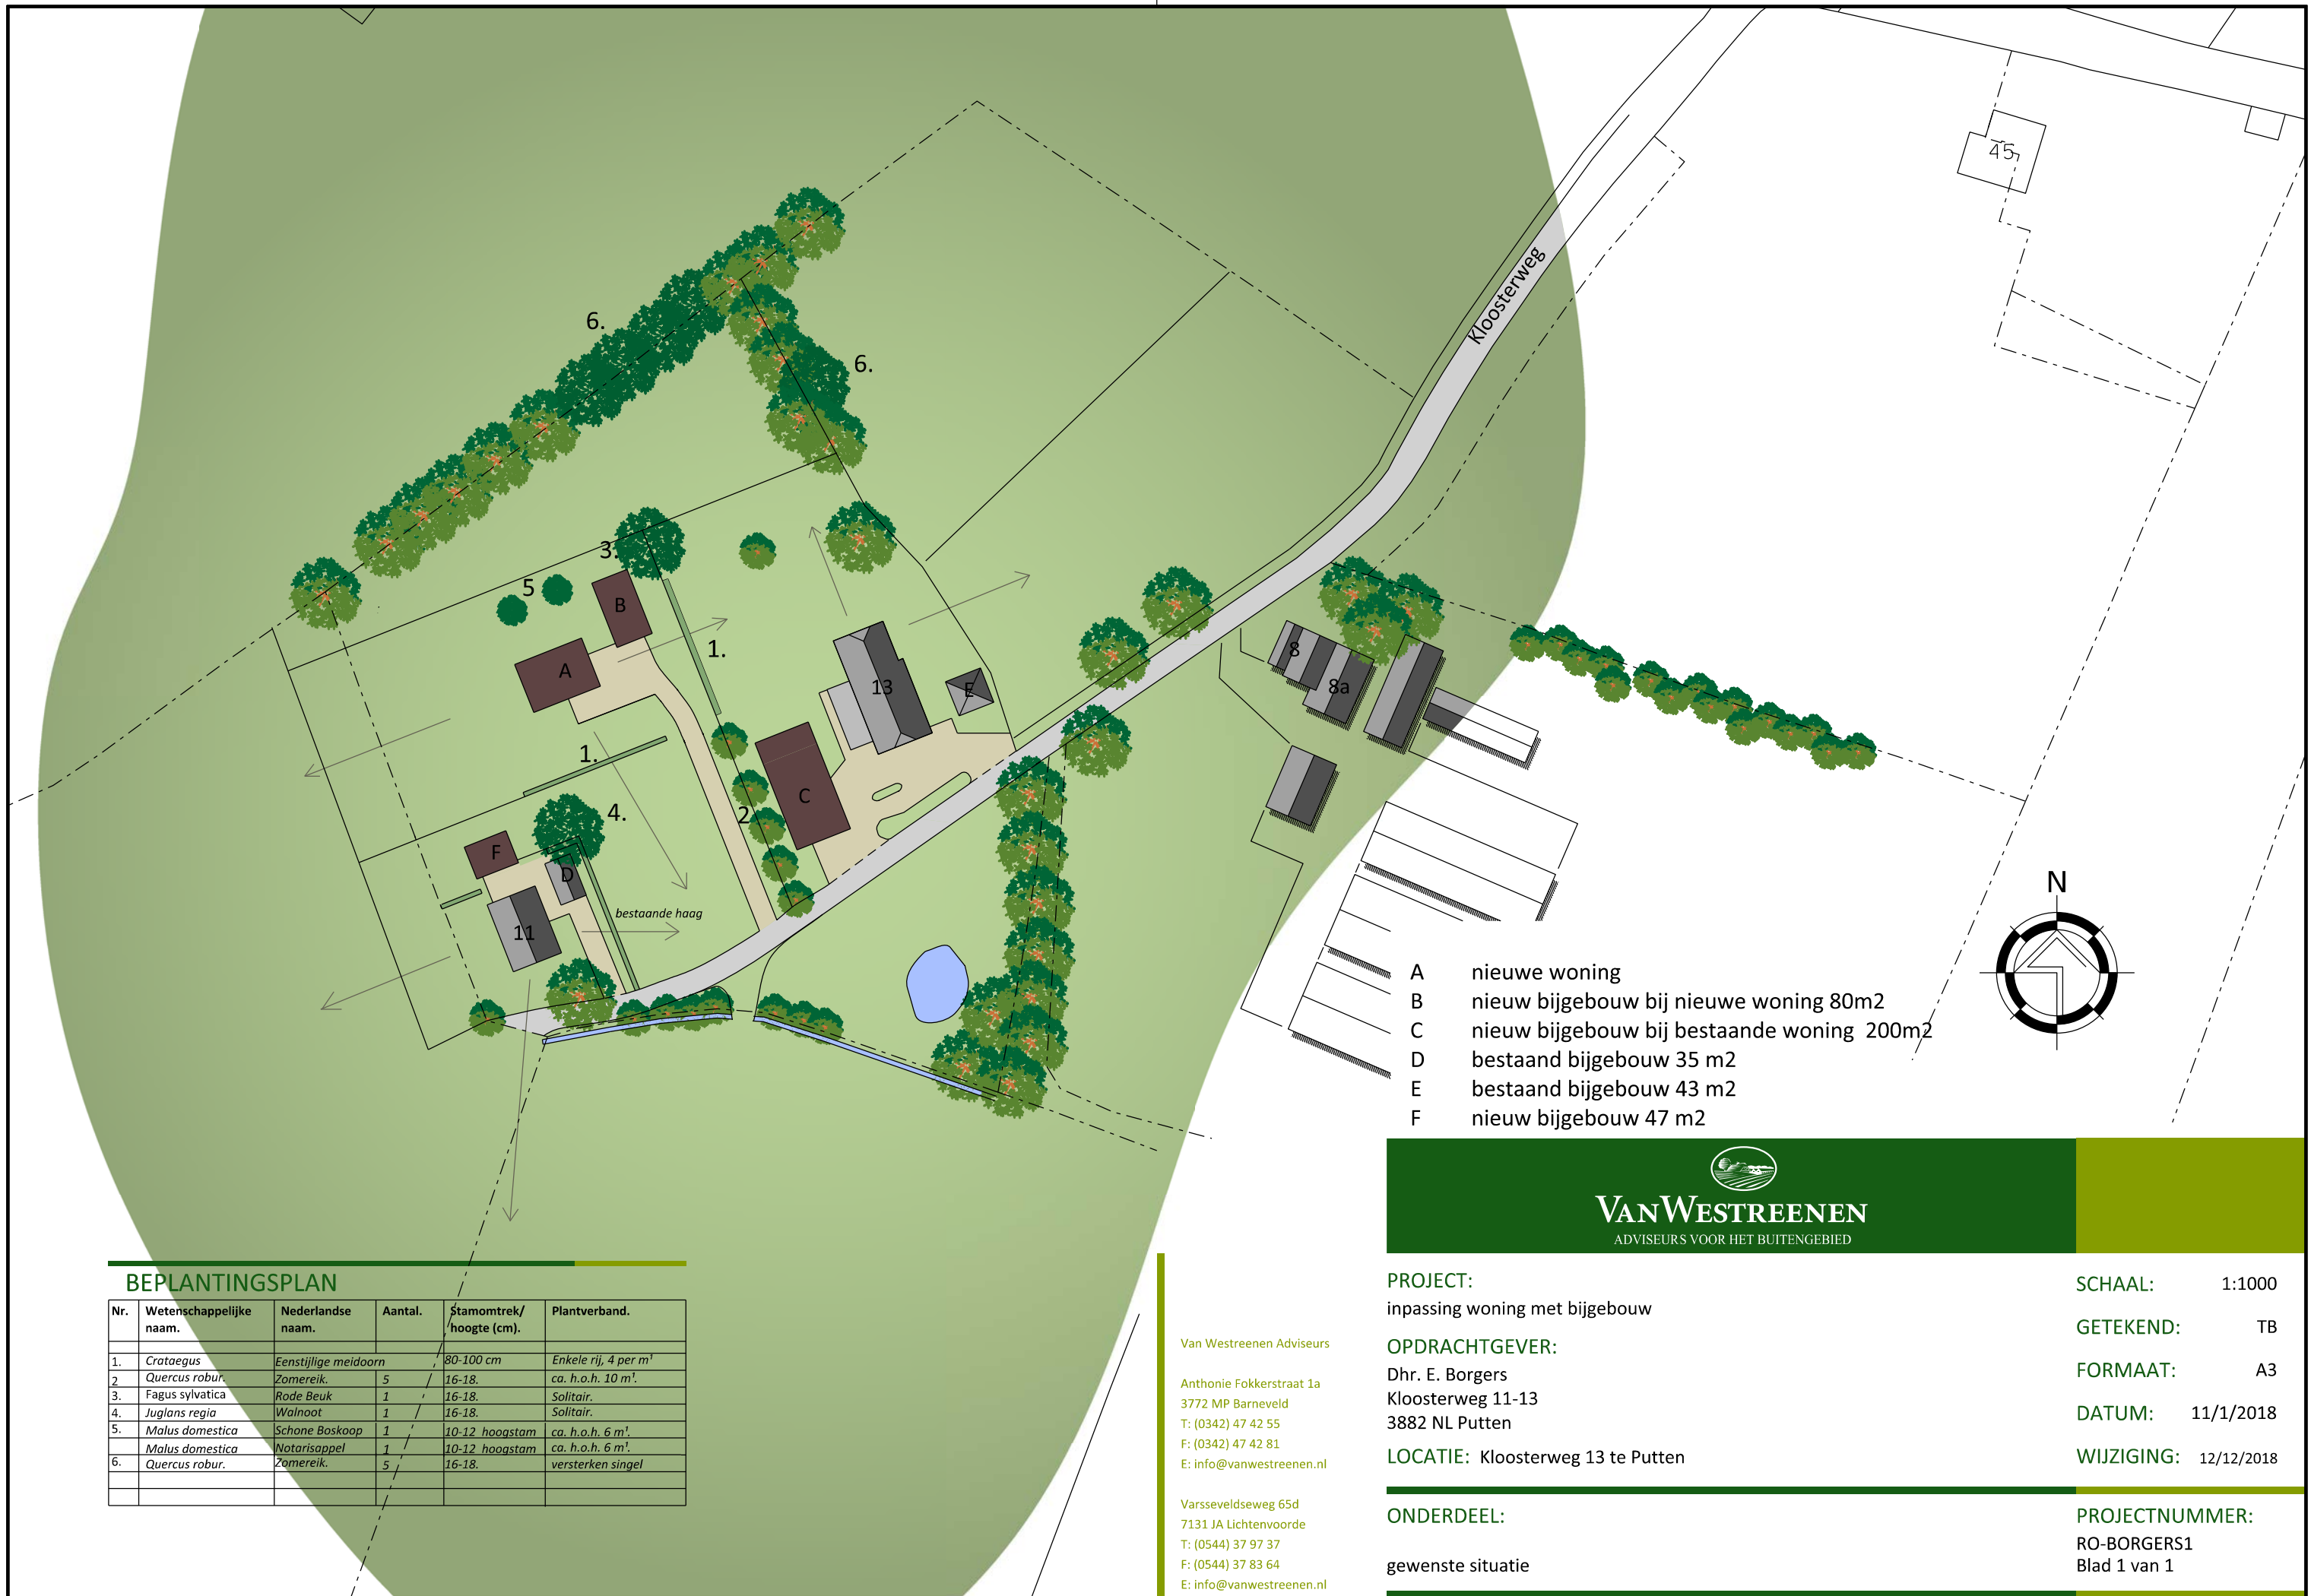 45
Kloosterweg
6.
6.
3.
5
B
1.
A
8
8a
13
E
1.
C
2
4.
F
D
bestaande haag
11
N
A nieuwe woning
B nieuw bijgebouw bij nieuwe woning 80m2
C nieuw bijgebouw bij bestaande woning 200m2
D bestaand bijgebouw 35 m2
E bestaand bijgebouw 43 m2
F nieuw bijgebouw 47 m2
VANWESTREENEN
ADVISEURS VOOR HET BUITENGEBIED
BEPLANTINGSPLAN
Nr. Wetenschappelijke naam. Nederlandse naam. Aantal. Stamomtrek/ hoogte (cm). Plantverband.
1. Crataegus Eenstijlige meidoorn 80-100 cm Enkele rij, 4 per m¹
2 Quercus robur. Zomereik. 5 16-18. ca. h.o.h. 10 m¹.
3. Fagus sylvatica Rode Beuk 1 16-18. Solitair.
4. Juglans regia Walnoot 1 16-18. Solitair.
5. Malus domestica Schone Boskoop 1 10-12 hoogstam ca. h.o.h. 6 m¹.
Malus domestica Notarisappel 1 10-12 hoogstam ca. h.o.h. 6 m¹.
6. Quercus robur. Zomereik. 5 16-18. versterken singel
Van Westreenen Adviseurs
Anthonie Fokkerstraat 1a
3772 MP Barneveld
T: (0342) 47 42 55
F: (0342) 47 42 81
E: info@vanwestreenen.nl
Varsseveldseweg 65d
7131 JA Lichtenvoorde
T: (0544) 37 97 37
F: (0544) 37 83 64
E: info@vanwestreenen.nl
PROJECT:
inpassing woning met bijgebouw
OPDRACHTGEVER:
Dhr. E. Borgers
Kloosterweg 11-13
3882 NL Putten
LOCATIE: Kloosterweg 13 te Putten
ONDERDEEL:
gewenste situatie
SCHAAL: 1:1000
GETEKEND: TB
FORMAAT: A3
DATUM: 11/1/2018
WIJZIGING: 12/12/2018
PROJECTNUMMER:
RO-BORGERS1
Blad 1 van 1